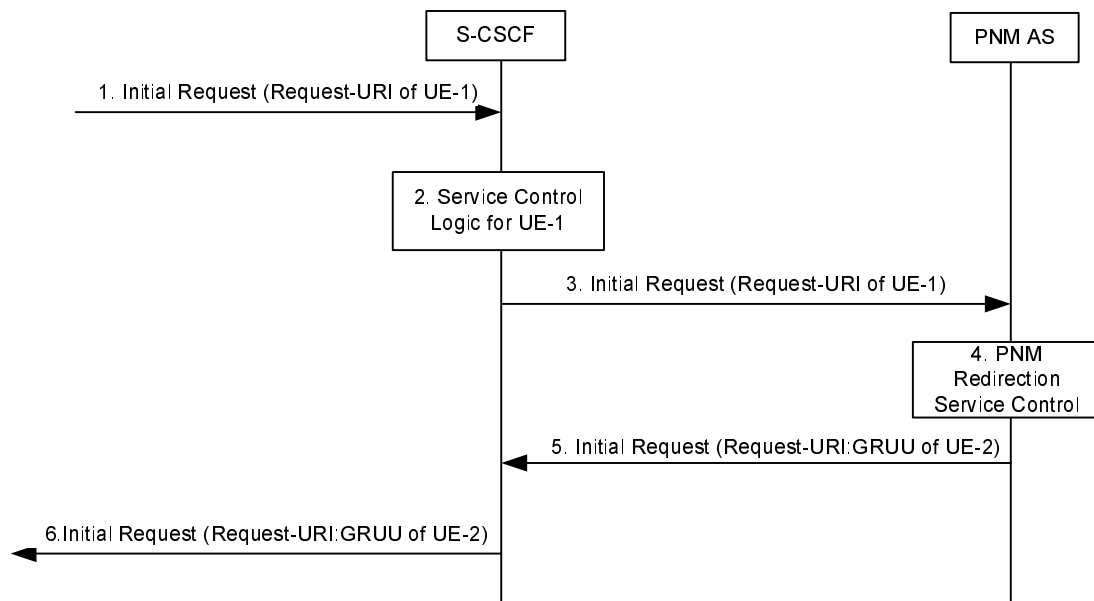 S-CSCF
PNM AS
1. Initial Request (Request-URI of UE-1)
2. Service Control
Logic for UE-1
3. Initial Request (Request-URI of UE-1)
4. PNM
Redirection
Service Control
5. Initial Request (Request-URI:GRUU of UE-2)
6.Initial Request (Request-URI:GRUU of UE-2)